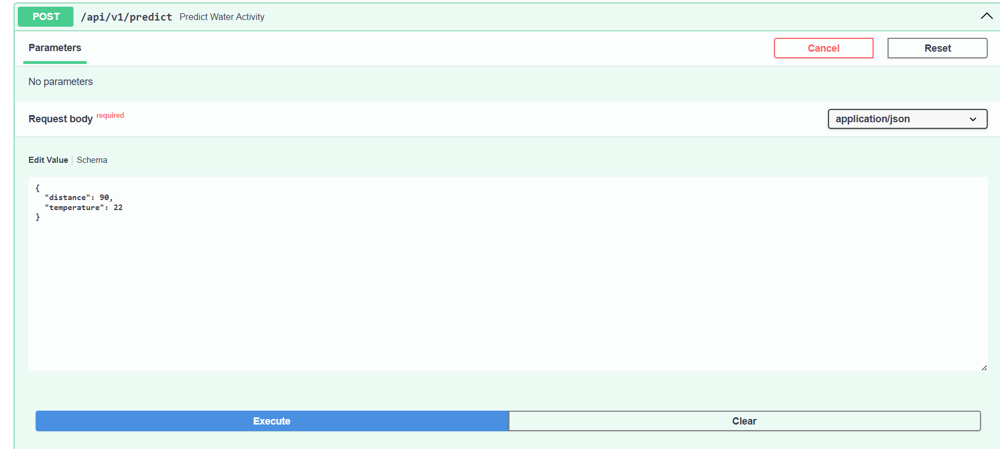 POST /api/v1/predict Predict Water Activity
Parameters Cancel Reset
No parameters
Request body required application/json
Edit Value Schema
{
"distance": 90,
"temperature": 22
}
Execute Clear